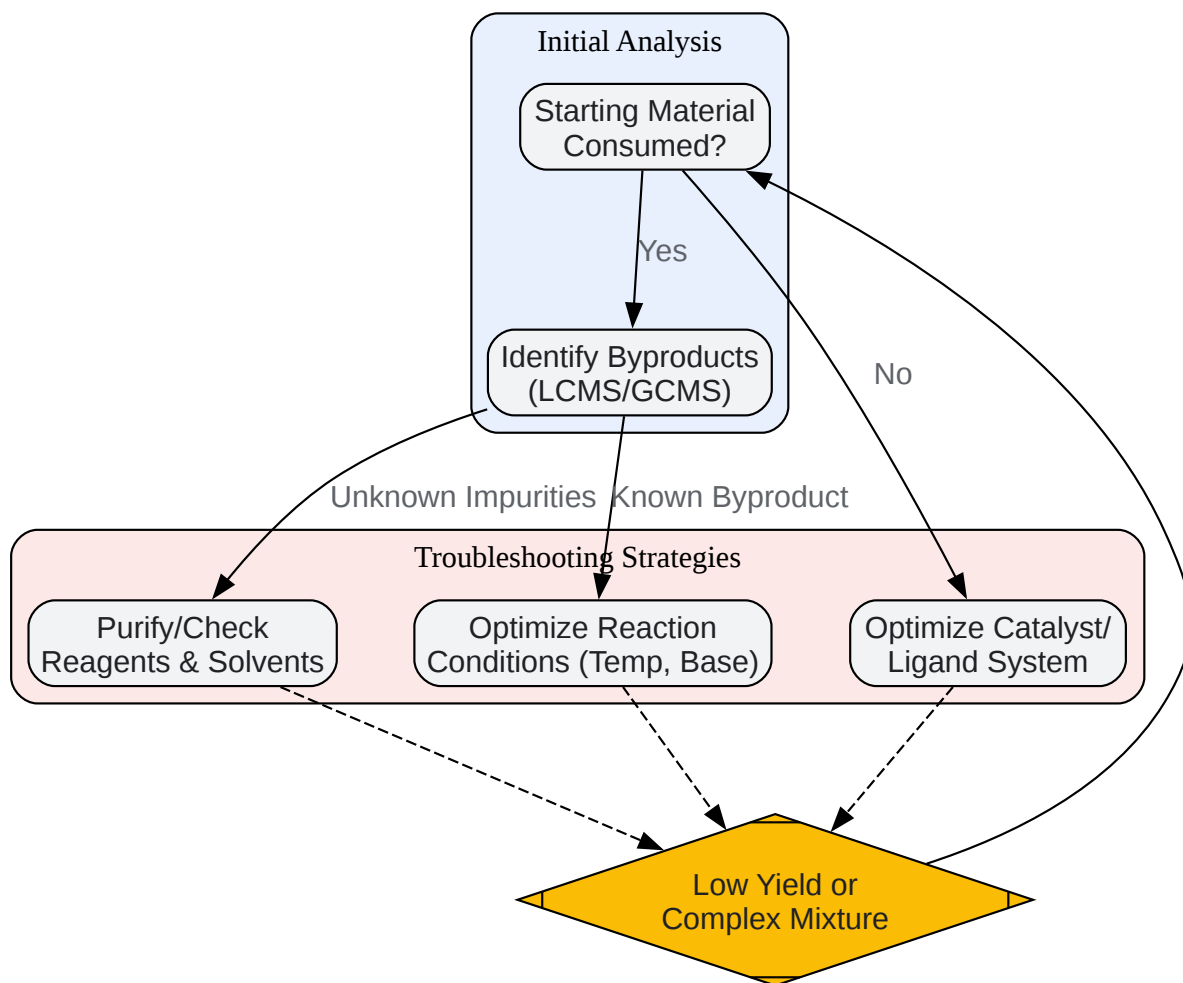 Initial Analysis
Starting Material
Consumed?
Yes
Identify Byproducts
(LCMS/GCMS)
No
Unknown Impurities
Known Byproduct
Troubleshooting Strategies
Purify/Check
Reagents & Solvents
Optimize Reaction
Conditions (Temp, Base)
Optimize Catalyst/
Ligand System
Low Yield or
Complex Mixture